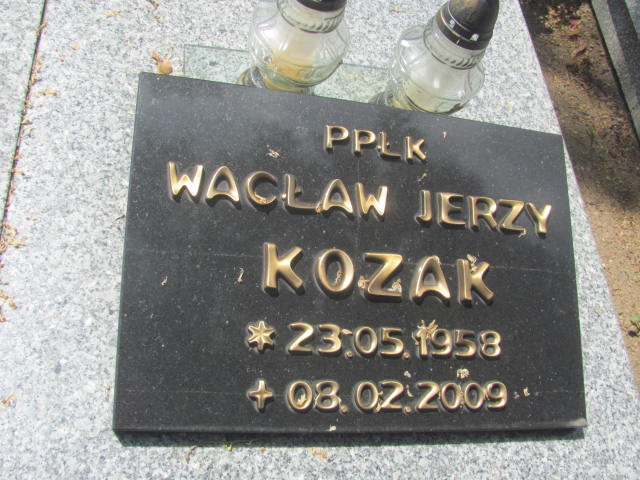 PPŁK
WACŁAW JERZY
KOZAK
* 23.05.1958
+ 08.02.2009